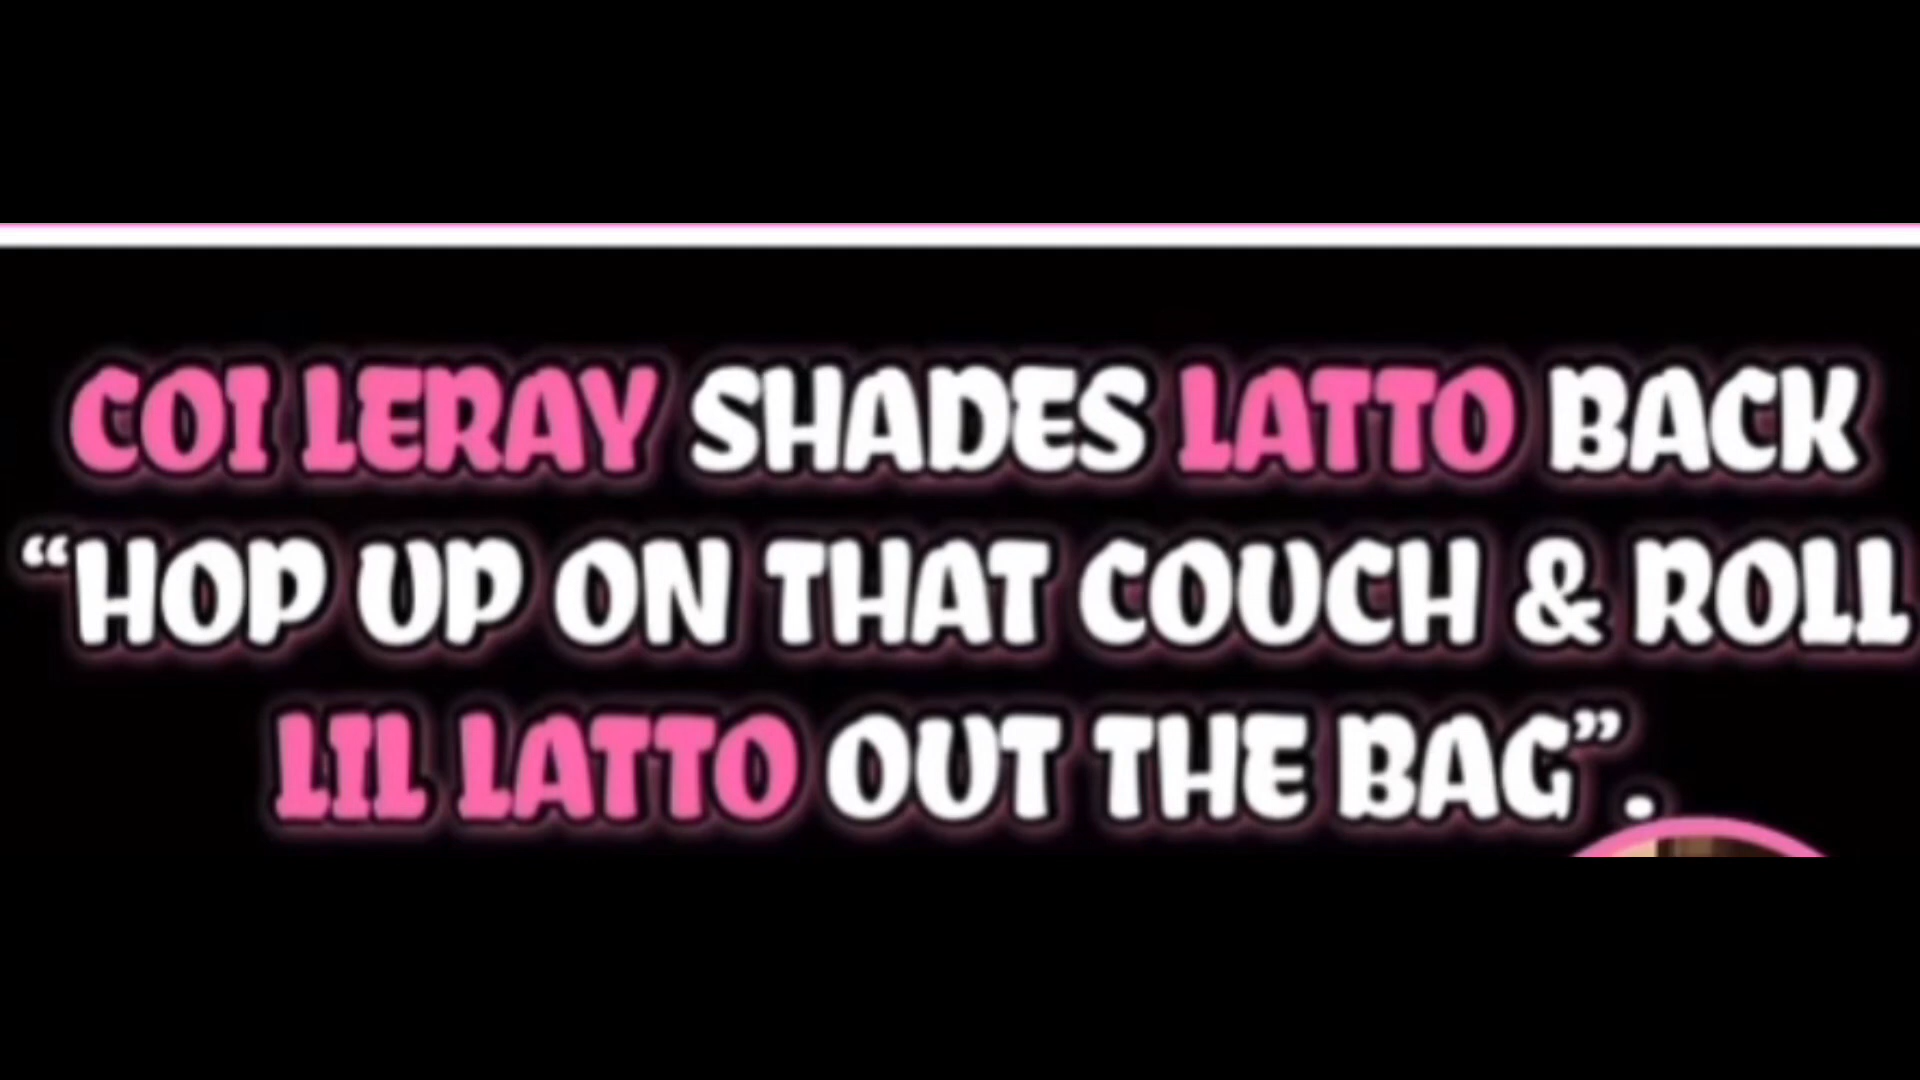 COI LERAY SHADES LATTO BACK
“HOP UP ON THAT COUCH & ROLL
LIL LATTO OUT THE BAG”.